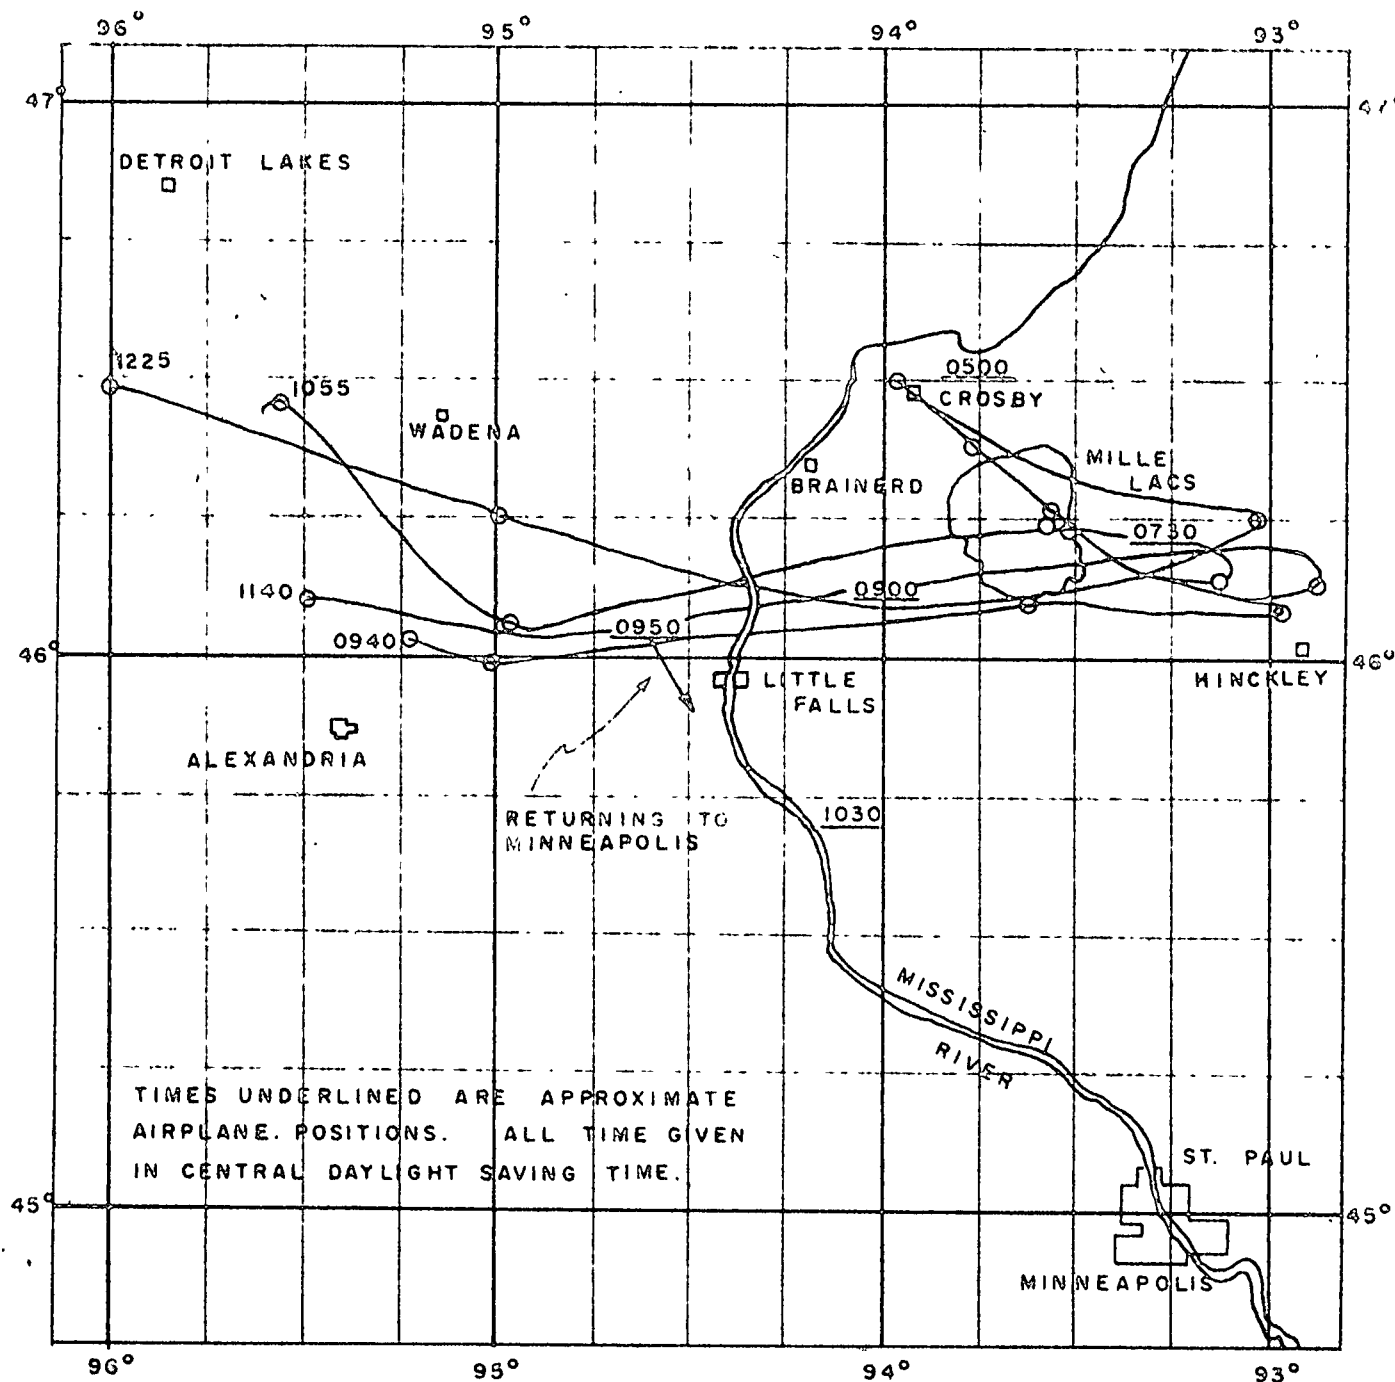 96° 95° 94° 93°
47° 47°
DETROIT LAKES
1225
1055
0500
CROSBY
WADENA
MILLE
LACS
BRAINERD
0730
1140
0900
0940
0950
46° 46°
LITTLE
FALLS
HINCKLEY
ALEXANDRIA
RETURNING TO
MINNEAPOLIS
1030
MISSISSIPPI
RIVER
TIMES UNDERLINED ARE APPROXIMATE
AIRPLANE POSITIONS. ALL TIME GIVEN
IN CENTRAL DAYLIGHT SAVING TIME.
ST. PAUL
45° 45°
MINNEAPOLIS
96° 95° 94° 93°